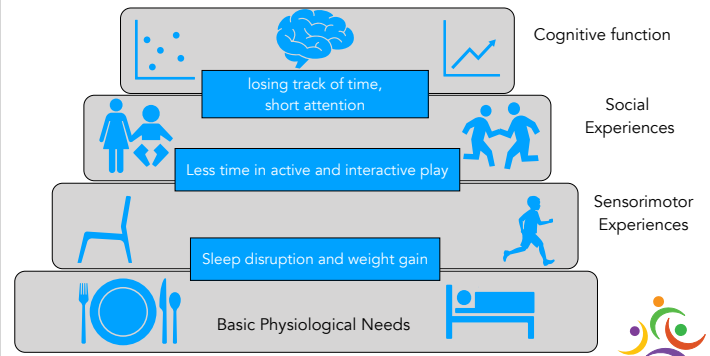 Cognitive function
losing track of time,
short attention
Social
Experiences
Less time in active and interactive play
Sensorimotor
Experiences
Sleep disruption and weight gain
Basic Physiological Needs